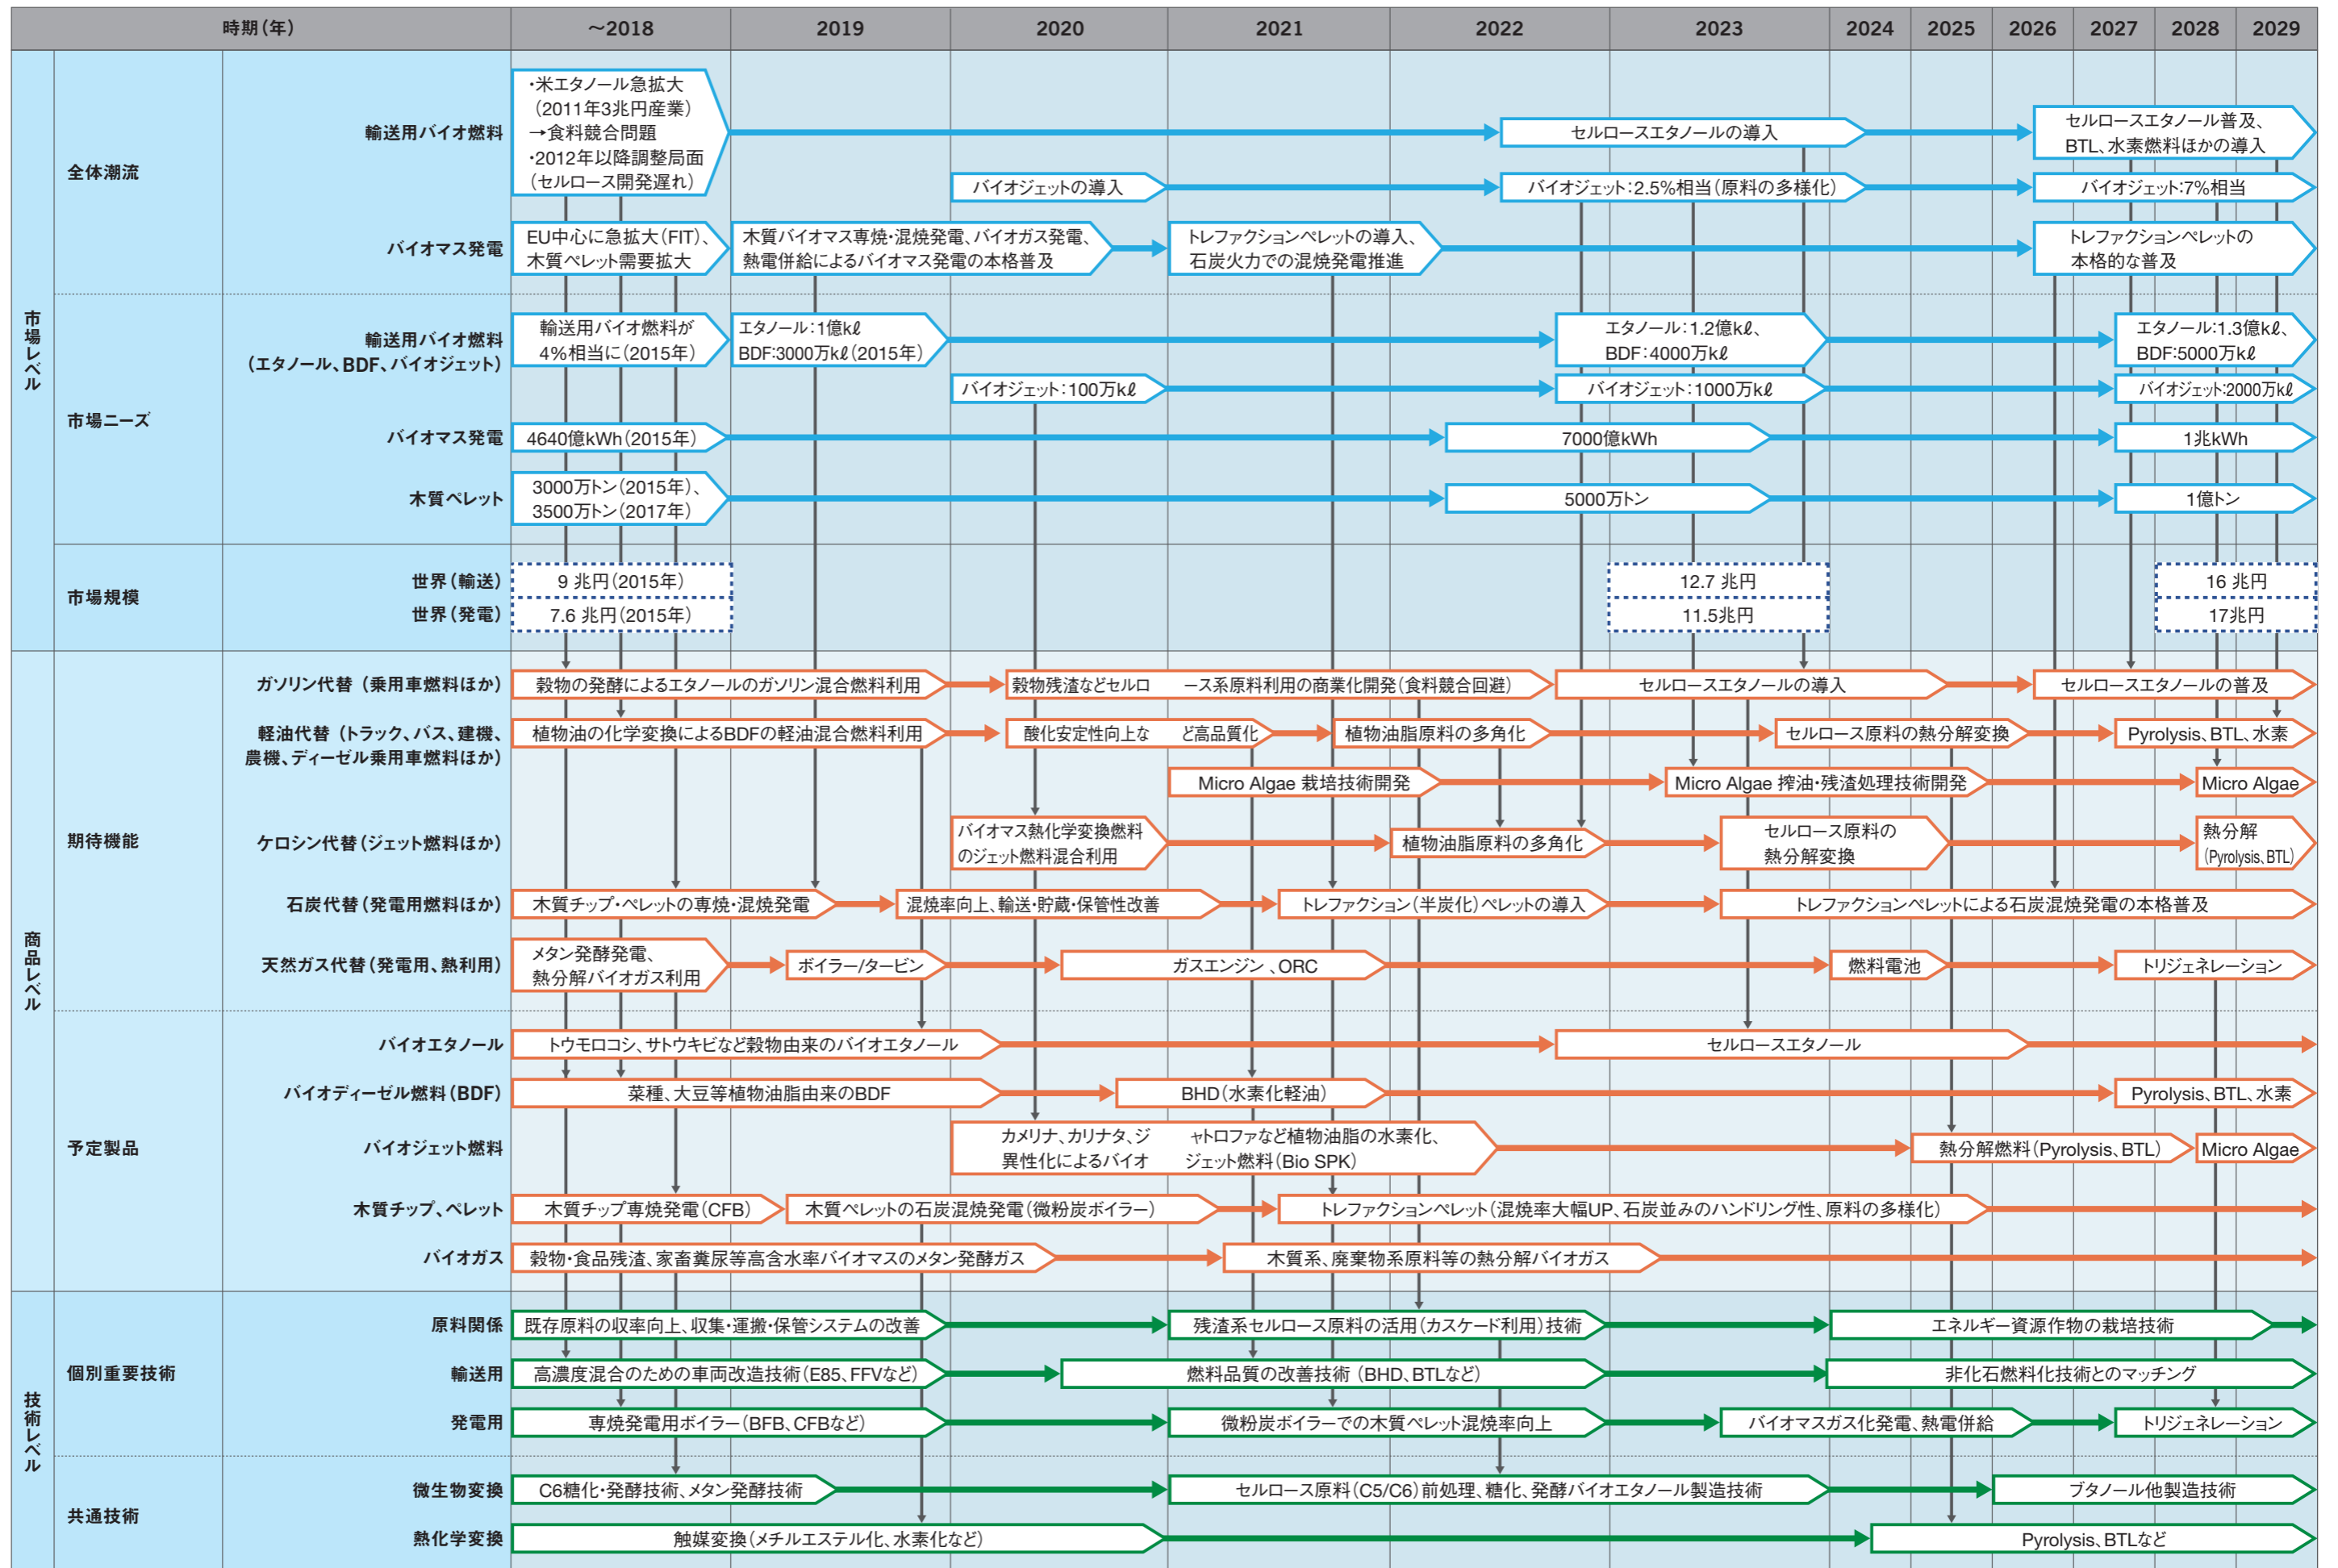 時期（年）
～2018
2019
2020
2021
2022
2023
2024
2025
2026
2027
2028
2029
市場レベル
全体潮流
輸送用バイオ燃料
・米エタノール急拡大
（2011年3兆円産業）
→食料競合問題
・2012年以降調整局面
（セルロース開発遅れ）
セルロースエタノールの導入
セルロースエタノール普及、
BTL、水素燃料ほかの導入
バイオジェットの導入
バイオジェット：2.5%相当（原料の多様化）
バイオジェット：7%相当
バイオマス発電
EU中心に急拡大（FIT）、
木質ペレット需要拡大
木質バイオマス専焼・混焼発電、バイオガス発電、
熱電併給によるバイオマス発電の本格普及
トレファクションペレットの導入、
石炭火力での混焼発電推進
トレファクションペレットの
本格的な普及
市場ニーズ
輸送用バイオ燃料
（エタノール、BDF、バイオジェット）
輸送用バイオ燃料が
4%相当に（2015年）
エタノール：1億kℓ
BDF：3000万kℓ（2015年）
エタノール：1.2億kℓ、
BDF：4000万kℓ
エタノール：1.3億kℓ、
BDF：5000万kℓ
バイオジェット：100万kℓ
バイオジェット：1000万kℓ
バイオジェット：2000万kℓ
バイオマス発電
4640億kWh（2015年）
7000億kWh
1兆kWh
木質ペレット
3000万トン（2015年）、
3500万トン（2017年）
5000万トン
1億トン
市場規模
世界（輸送）
9 兆円（2015年）
12.7 兆円
16 兆円
世界（発電）
7.6 兆円（2015年）
11.5兆円
17兆円
商品レベル
期待機能
ガソリン代替（乗用車燃料ほか）
穀物の発酵によるエタノールのガソリン混合燃料利用
穀物残渣などセルロース系原料利用の商業化開発（食料競合回避）
セルロースエタノールの導入
セルロースエタノールの普及
軽油代替（トラック、バス、建機、
農機、ディーゼル乗用車燃料ほか）
植物油の化学変換によるBDFの軽油混合燃料利用
酸化安定性向上など高品質化
植物油脂原料の多角化
セルロース原料の熱分解変換
Pyrolysis、BTL、水素
Micro Algae 栽培技術開発
Micro Algae 搾油・残渣処理技術開発
Micro Algae
ケロシン代替（ジェット燃料ほか）
バイオマス熱化学変換燃料
のジェット燃料混合利用
植物油脂原料の多角化
セルロース原料の
熱分解変換
熱分解
（Pyrolysis、BTL）
石炭代替（発電用燃料ほか）
木質チップ・ペレットの専焼・混焼発電
混焼率向上、輸送・貯蔵・保管性改善
トレファクション（半炭化）ペレットの導入
トレファクションペレットによる石炭混焼発電の本格普及
天然ガス代替（発電用、熱利用）
メタン発酵発電、
熱分解バイオガス利用
ボイラー/タービン
ガスエンジン 、ORC
燃料電池
トリジェネレーション
予定製品
バイオエタノール
トウモロコシ、サトウキビなど穀物由来のバイオエタノール
セルロースエタノール
バイオディーゼル燃料（BDF）
菜種、大豆等植物油脂由来のBDF
BHD（水素化軽油）
Pyrolysis、BTL、水素
バイオジェット燃料
カメリナ、カリナタ、ジャトロファなど植物油脂の水素化、
異性化によるバイオジェット燃料（Bio SPK）
熱分解燃料（Pyrolysis、BTL）
Micro Algae
木質チップ、ペレット
木質チップ専焼発電（CFB）
木質ペレットの石炭混焼発電（微粉炭ボイラー）
トレファクションペレット（混焼率大幅UP、石炭並みのハンドリング性、原料の多様化）
バイオガス
穀物・食品残渣、家畜糞尿等高含水率バイオマスのメタン発酵ガス
木質系、廃棄物系原料等の熱分解バイオガス
技術レベル
個別重要技術
原料関係
既存原料の収率向上、収集・運搬・保管システムの改善
残渣系セルロース原料の活用（カスケード利用）技術
エネルギー資源作物の栽培技術
輸送用
高濃度混合のための車両改造技術（E85、FFVなど）
燃料品質の改善技術（BHD、BTLなど）
非化石燃料化技術とのマッチング
発電用
専焼発電用ボイラー（BFB、CFBなど）
微粉炭ボイラーでの木質ペレット混焼率向上
バイオマスガス化発電、熱電併給
トリジェネレーション
共通技術
微生物変換
C6糖化・発酵技術、メタン発酵技術
セルロース原料（C5/C6）前処理、糖化、発酵バイオエタノール製造技術
ブタノール他製造技術
熱化学変換
触媒変換（メチルエステル化、水素化など）
Pyrolysis、BTLなど